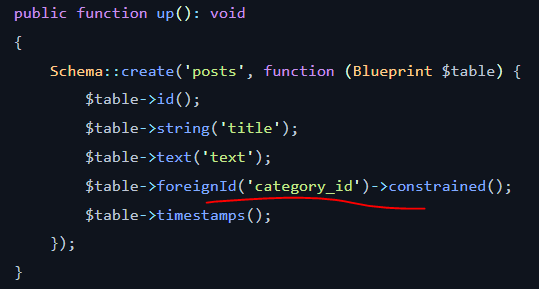 public function up(): void
{
Schema::create('posts', function (Blueprint $table) {
$table->id();
$table->string('title');
$table->text('text');
$table->foreignId('category_id')->constrained();
$table->timestamps();
});
}